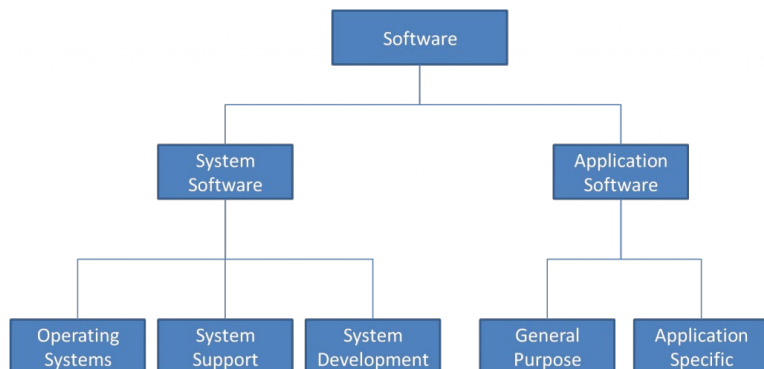 Software
System
Software
Application
Software
Operating
Systems
System
Support
System
Development
General
Purpose
Application
Specific